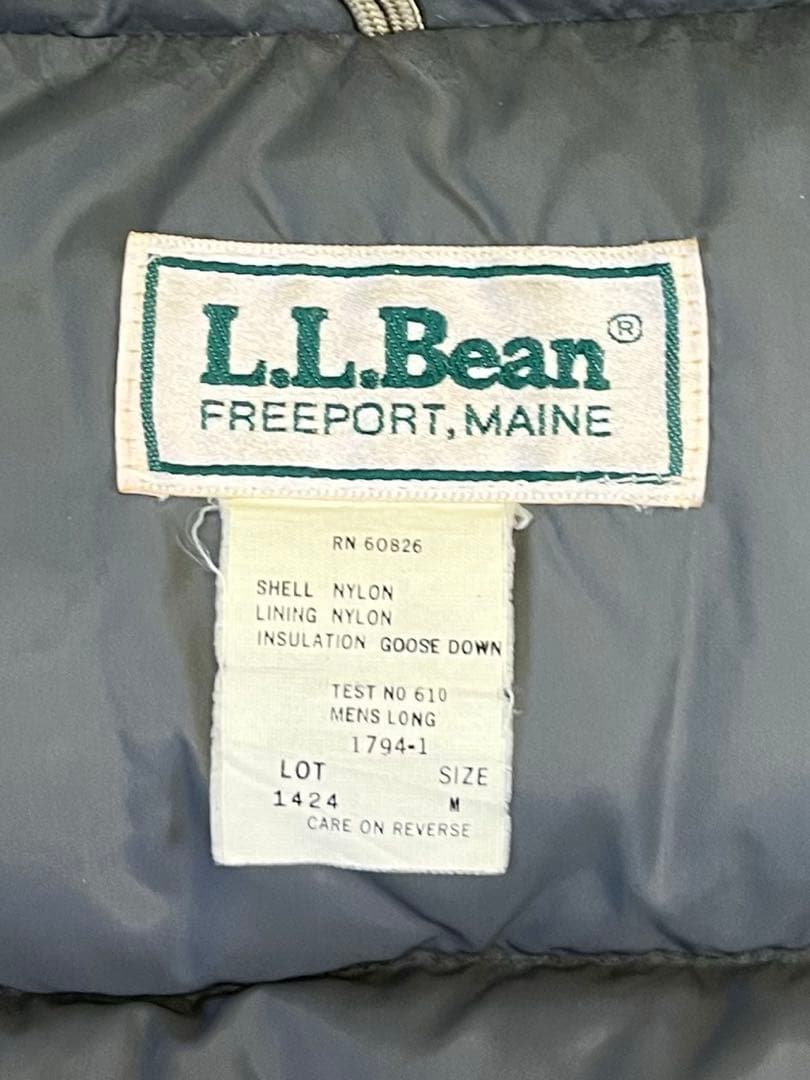 L.L.Bean®
FREEPORT, MAINE
RN 60826
SHELL NYLON
LINING NYLON
INSULATION GOOSE DOWN
TEST NO 610
MENS LONG
1794-1
LOT SIZE
1424 M
CARE ON REVERSE